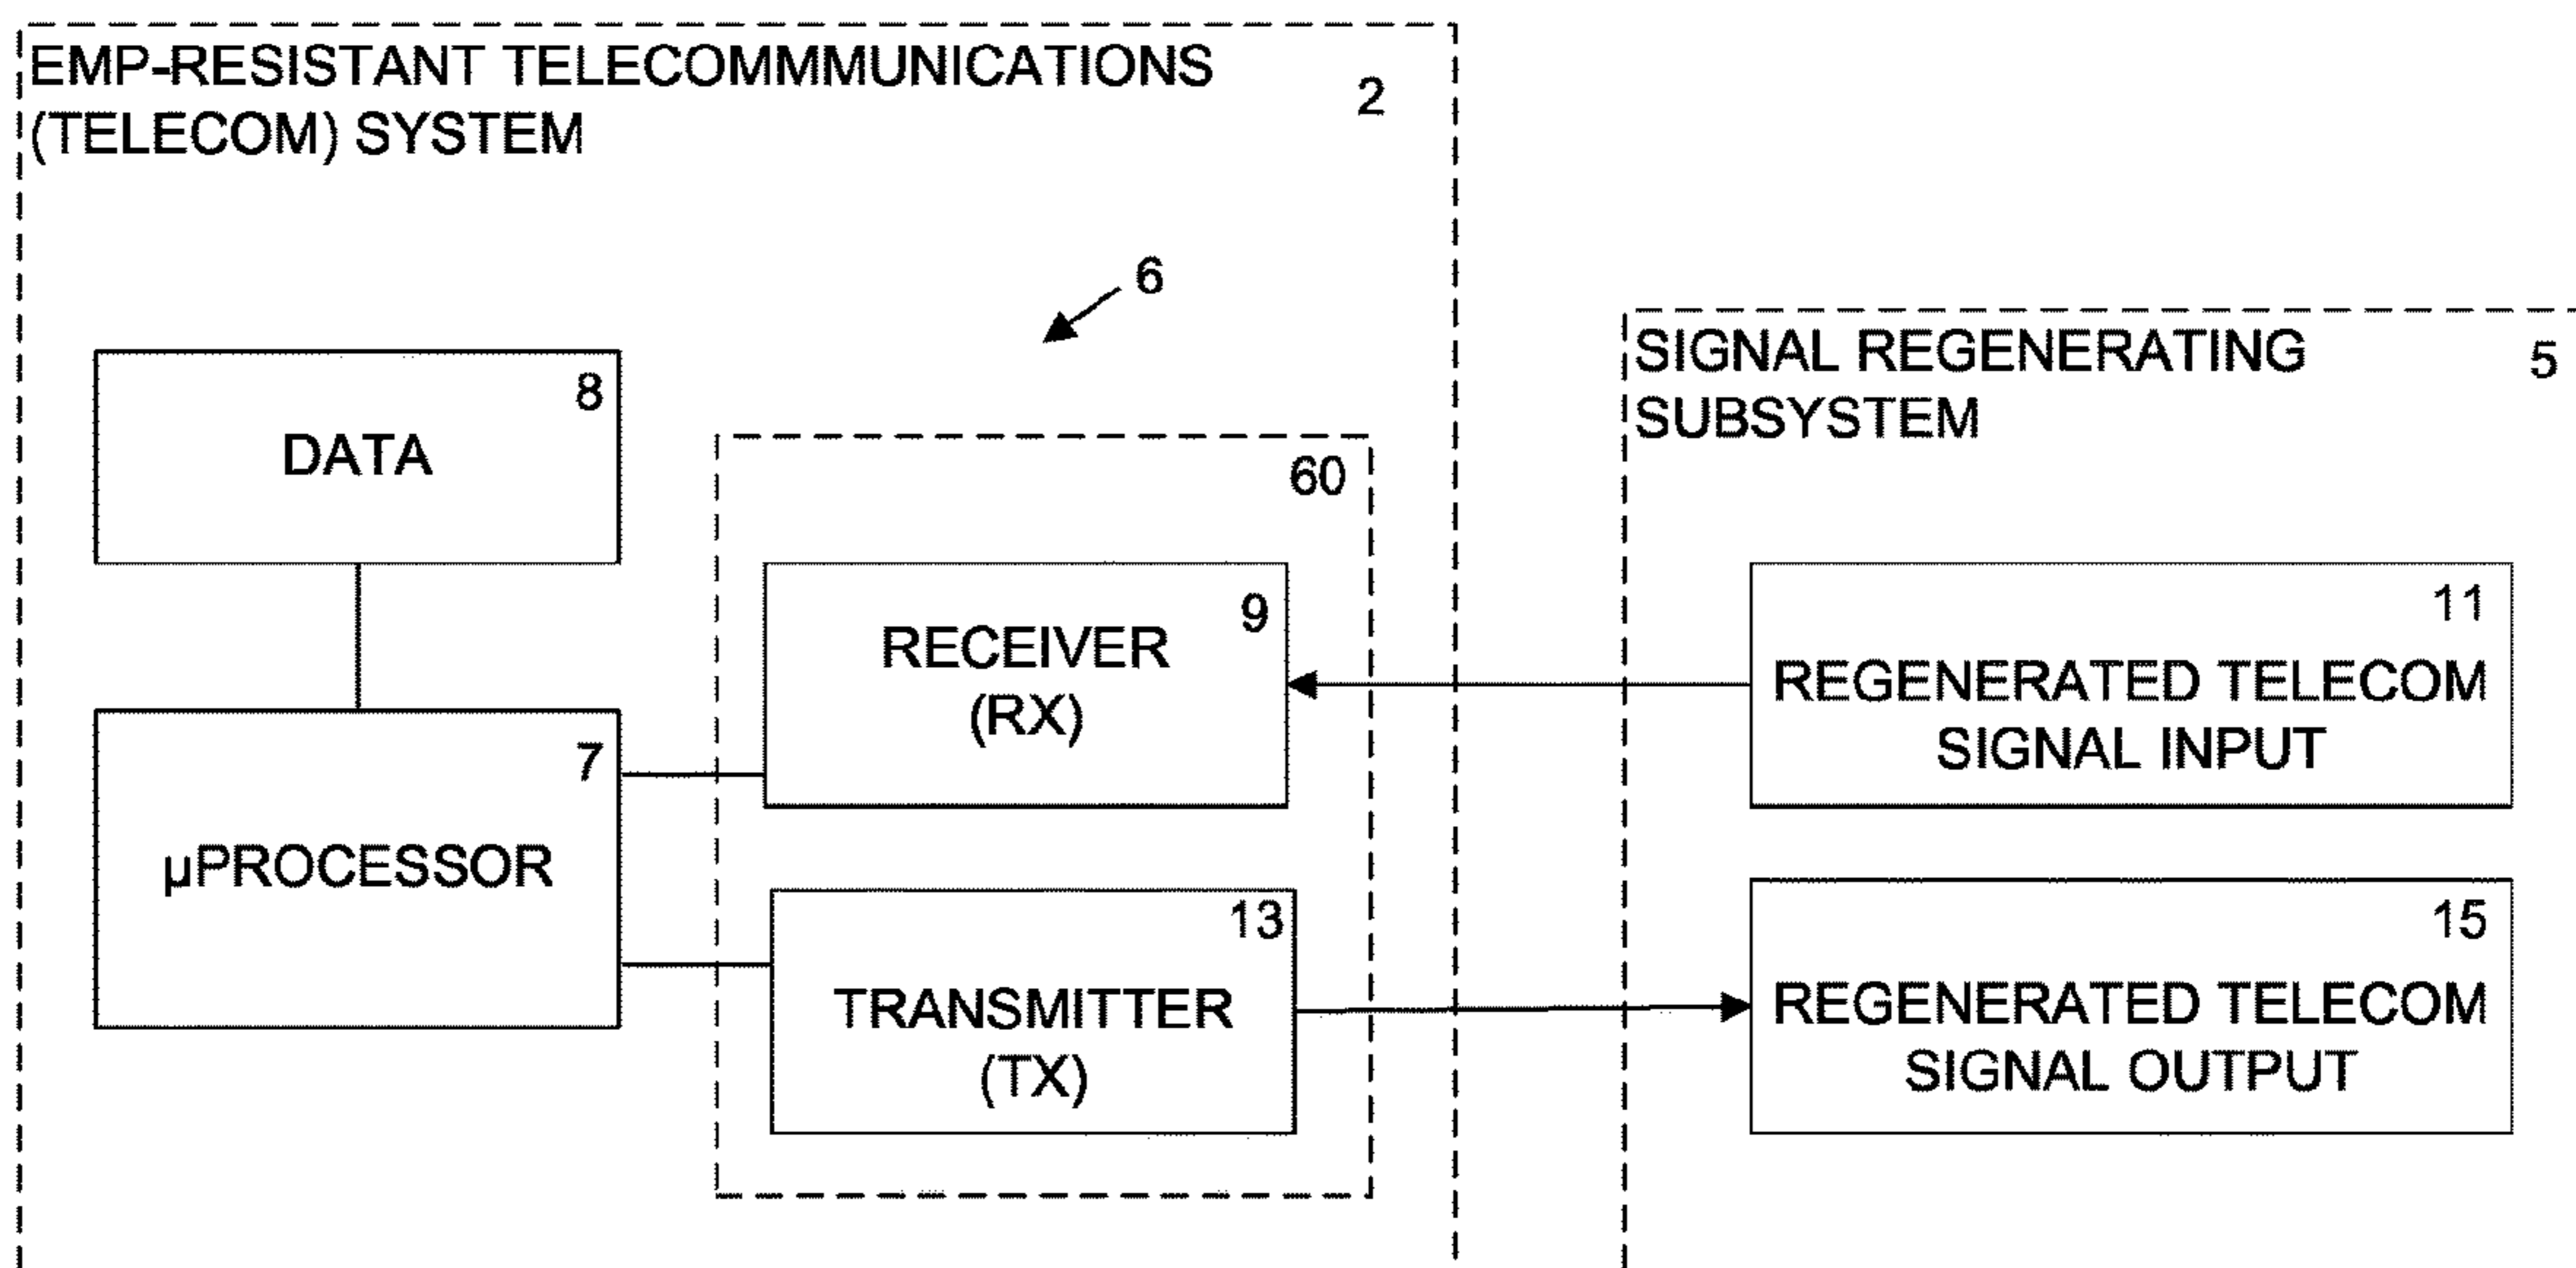 EMP-RESISTANT TELECOMMMUNICATIONS
(TELECOM) SYSTEM
2
6
8
DATA
60
7
µPROCESSOR
9
RECEIVER
(RX)
13
TRANSMITTER
(TX)
SIGNAL REGENERATING
SUBSYSTEM
5
11
REGENERATED TELECOM
SIGNAL INPUT
15
REGENERATED TELECOM
SIGNAL OUTPUT